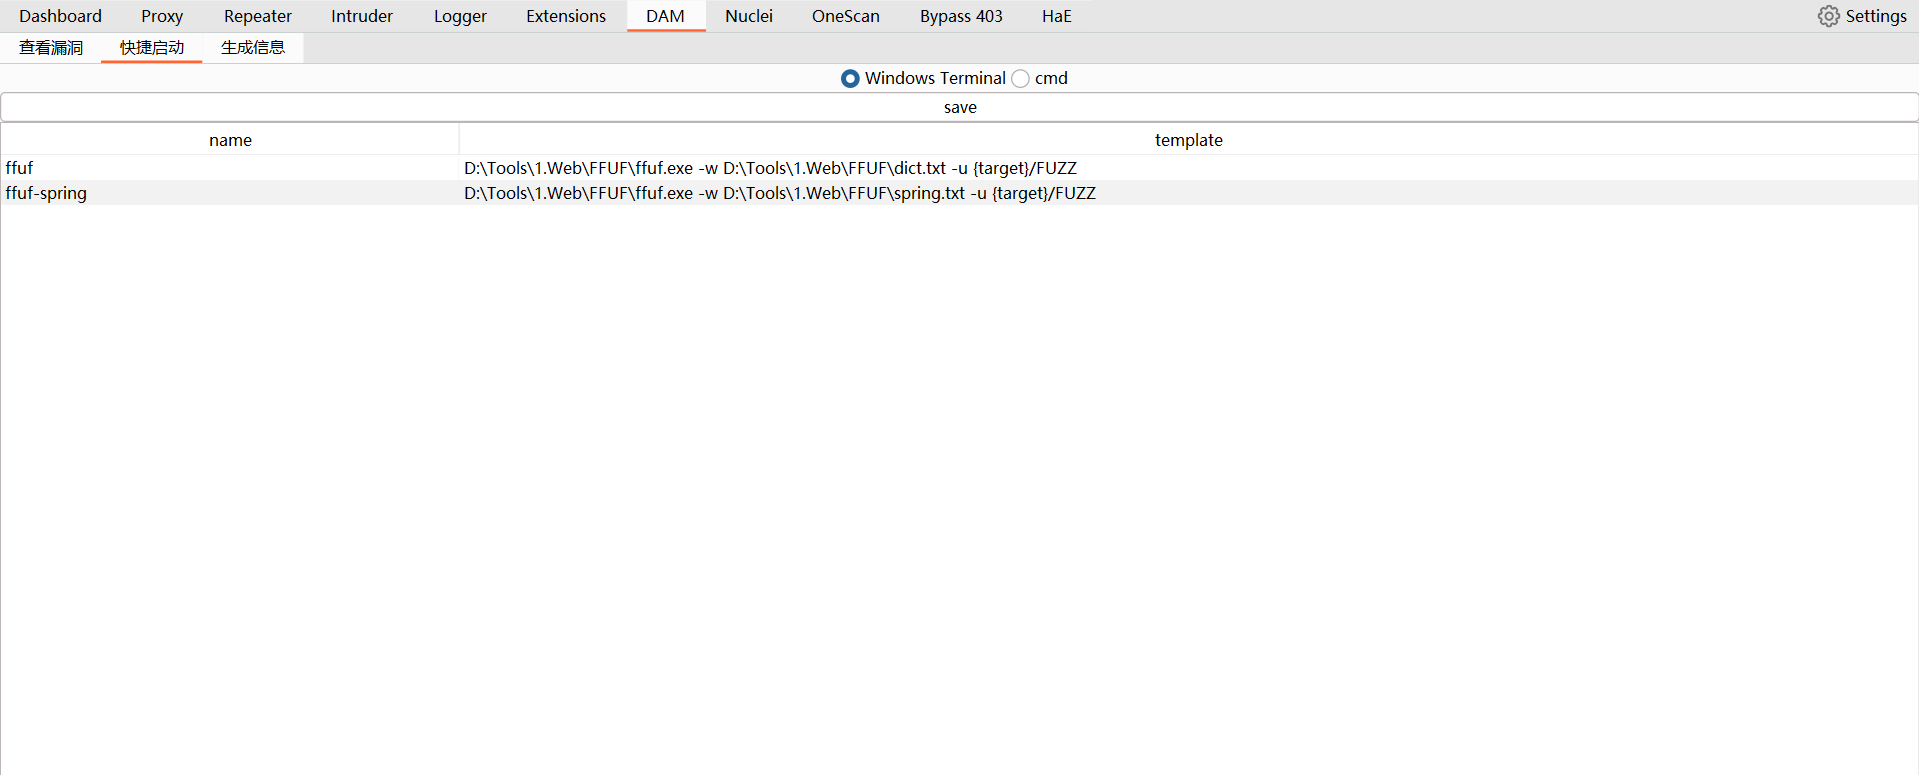 Dashboard Proxy Repeater Intruder Logger Extensions DAM Nuclei OneScan Bypass 403 HaE Settings
查看漏洞 快捷启动 生成信息
Windows Terminal cmd
save
name template
ffuf D:\Tools\1.Web\FFUF\ffuf.exe -w D:\Tools\1.Web\FFUF\dict.txt -u {target}/FUZZ
ffuf-spring D:\Tools\1.Web\FFUF\ffuf.exe -w D:\Tools\1.Web\FFUF\spring.txt -u {target}/FUZZ